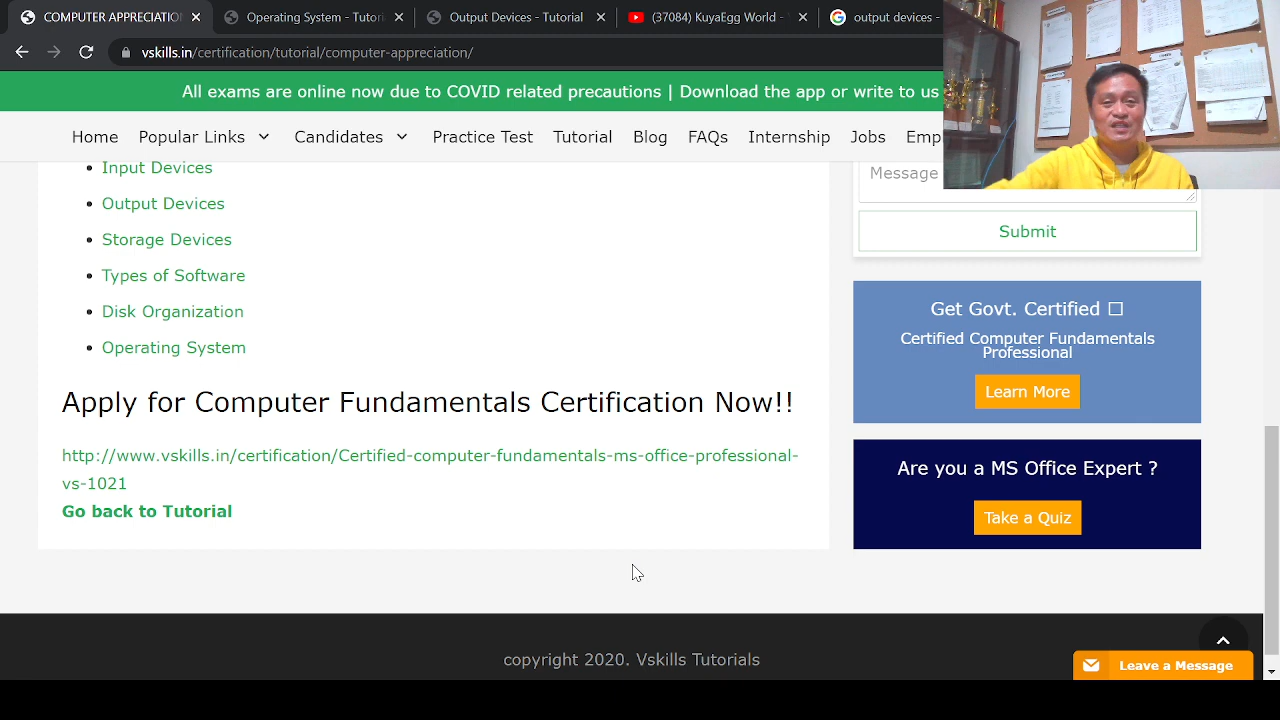 COMPUTER APPRECIATION
Operating System - Tutori
Output Devices - Tutorial
(37084) KuyaEgg World -
output devices -
vskills.in/certification/tutorial/computer-appreciation/
All exams are online now due to COVID related precautions | Download the app or write to us
Home
Popular Links
Candidates
Practice Test
Tutorial
Blog
FAQs
Internship
Jobs
Emp
Input Devices
Output Devices
Storage Devices
Types of Software
Disk Organization
Operating System
Apply for Computer Fundamentals Certification Now!!
http://www.vskills.in/certification/Certified-computer-fundamentals-ms-office-professional-
vs-1021
Go back to Tutorial
Message
Submit
Get Govt. Certified ☐
Certified Computer Fundamentals
Professional
Learn More
Are you a MS Office Expert ?
Take a Quiz
copyright 2020. Vskills Tutorials
Leave a Message